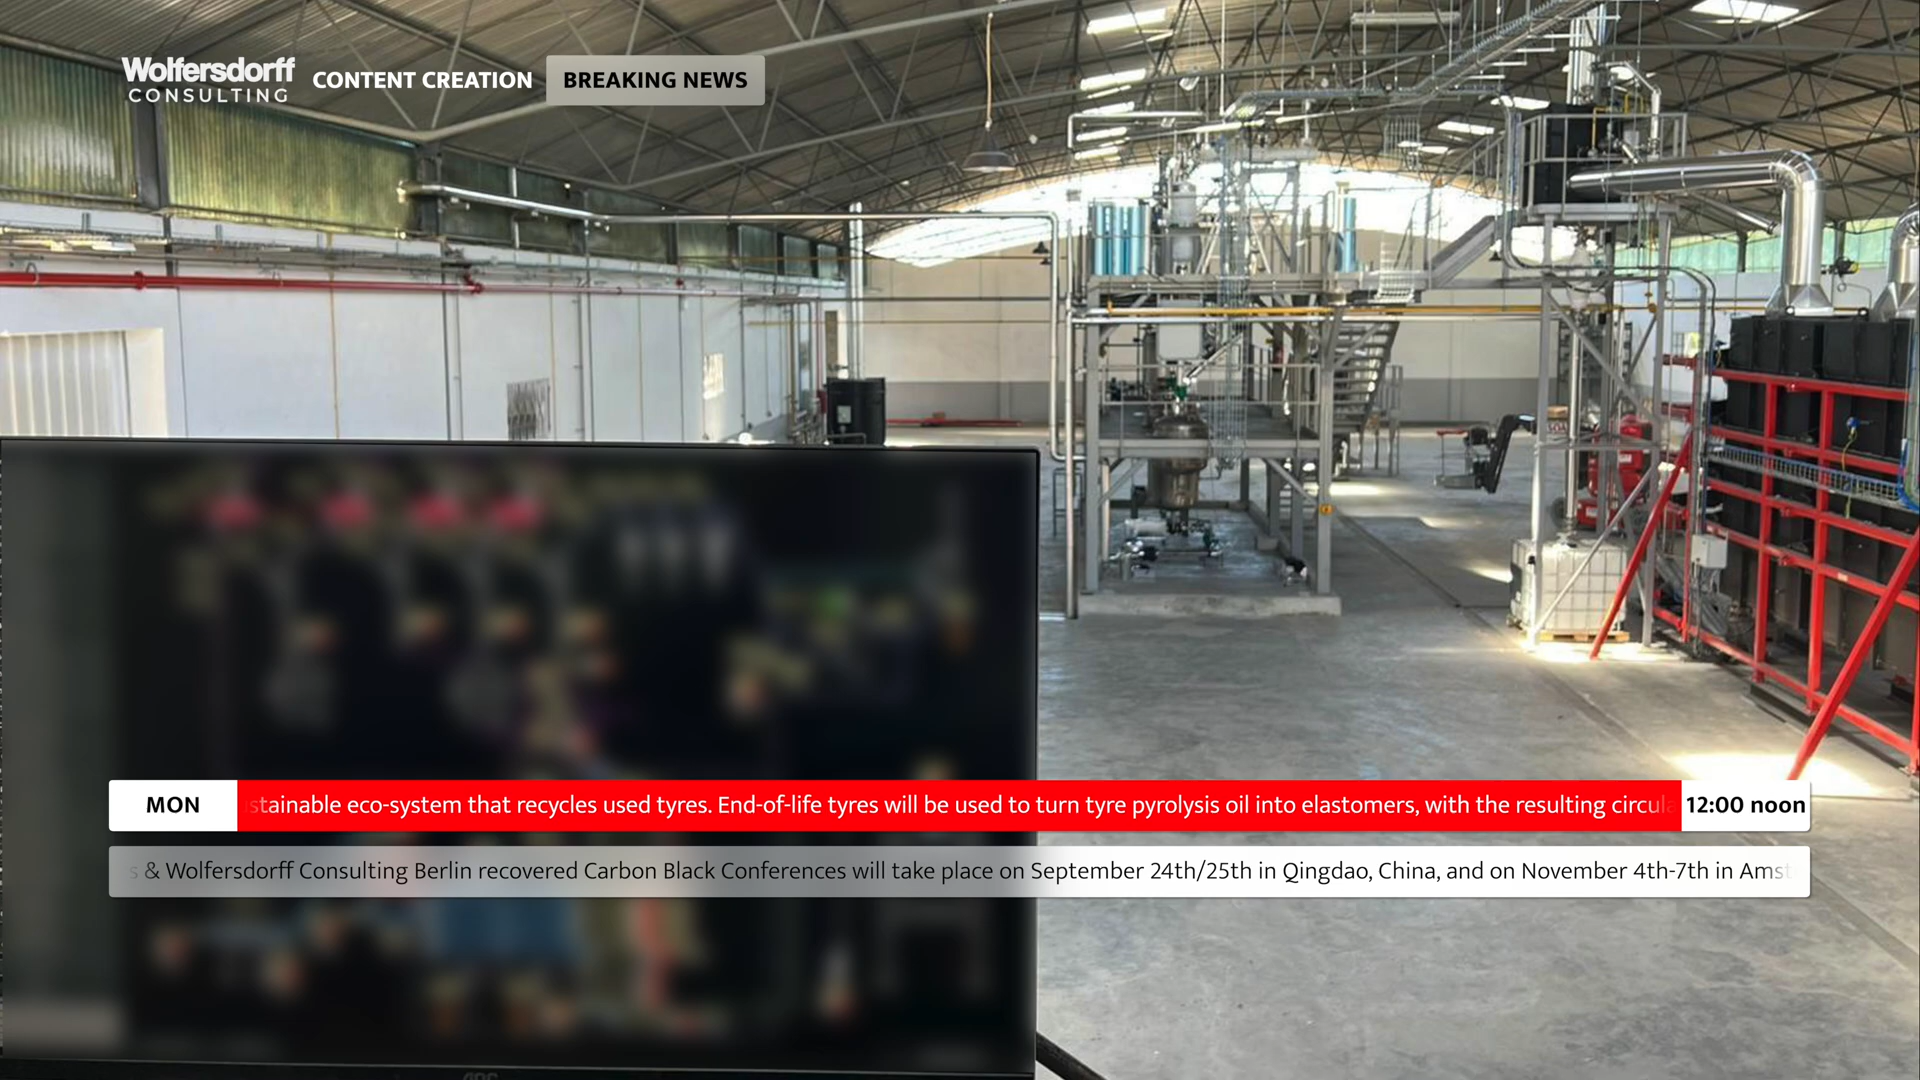 Wolfersdorff
CONSULTING
CONTENT CREATION
BREAKING NEWS
MON
stainable eco-system that recycles used tyres. End-of-life tyres will be used to turn tyre pyrolysis oil into elastomers, with the resulting circula
12:00 noon
s & Wolfersdorff Consulting Berlin recovered Carbon Black Conferences will take place on September 24th/25th in Qingdao, China, and on November 4th-7th in Amst